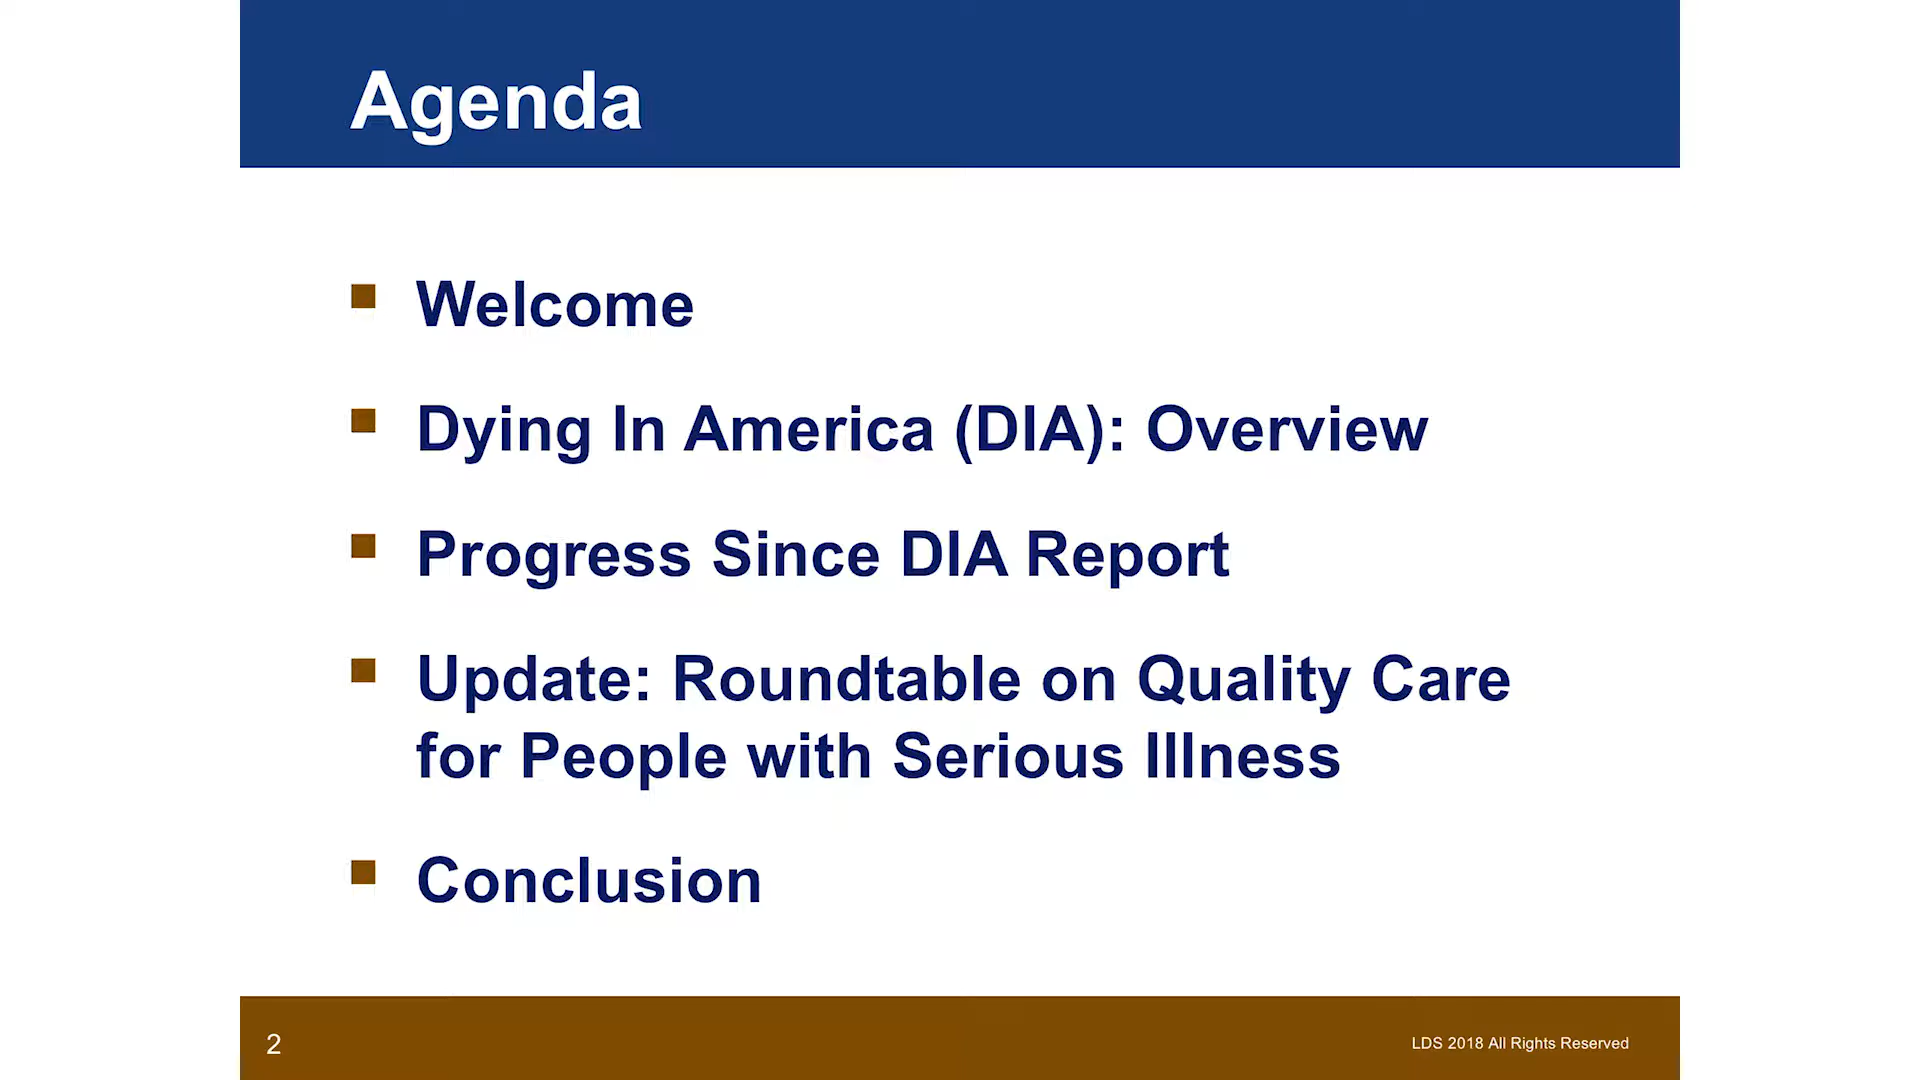 Agenda
Welcome
Dying In America (DIA): Overview
Progress Since DIA Report
Update: Roundtable on Quality Care
for People with Serious Illness
Conclusion
2
LDS 2018 All Rights Reserved